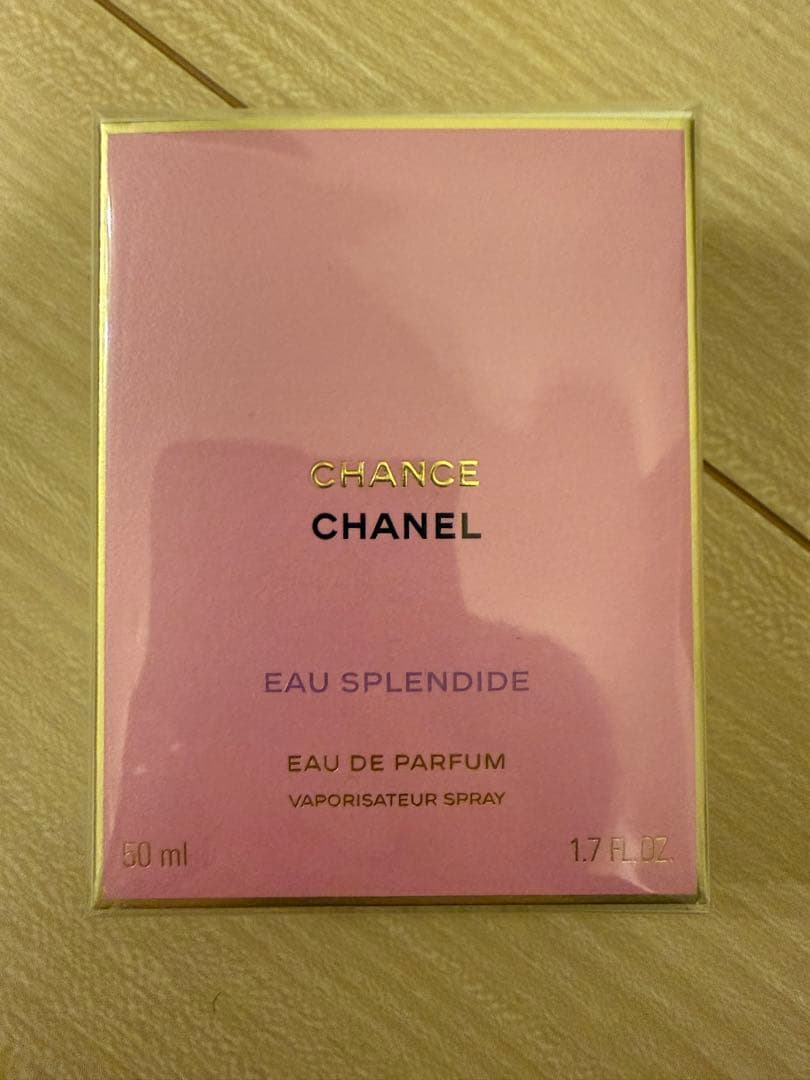 CHANCE
CHANEL
EAU SPLENDIDE
EAU DE PARFUM
VAPORISATEUR SPRAY
50 ml
1.7 FL.OZ.